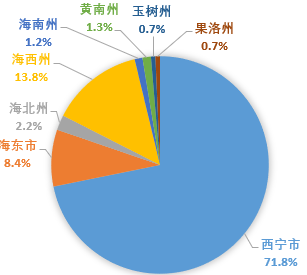 黄南州
1.3%
玉树州
0.7%
果洛州
0.7%
海南州
1.2%
海西州
13.8%
海北州
2.2%
海东市
8.4%
西宁市
71.8%